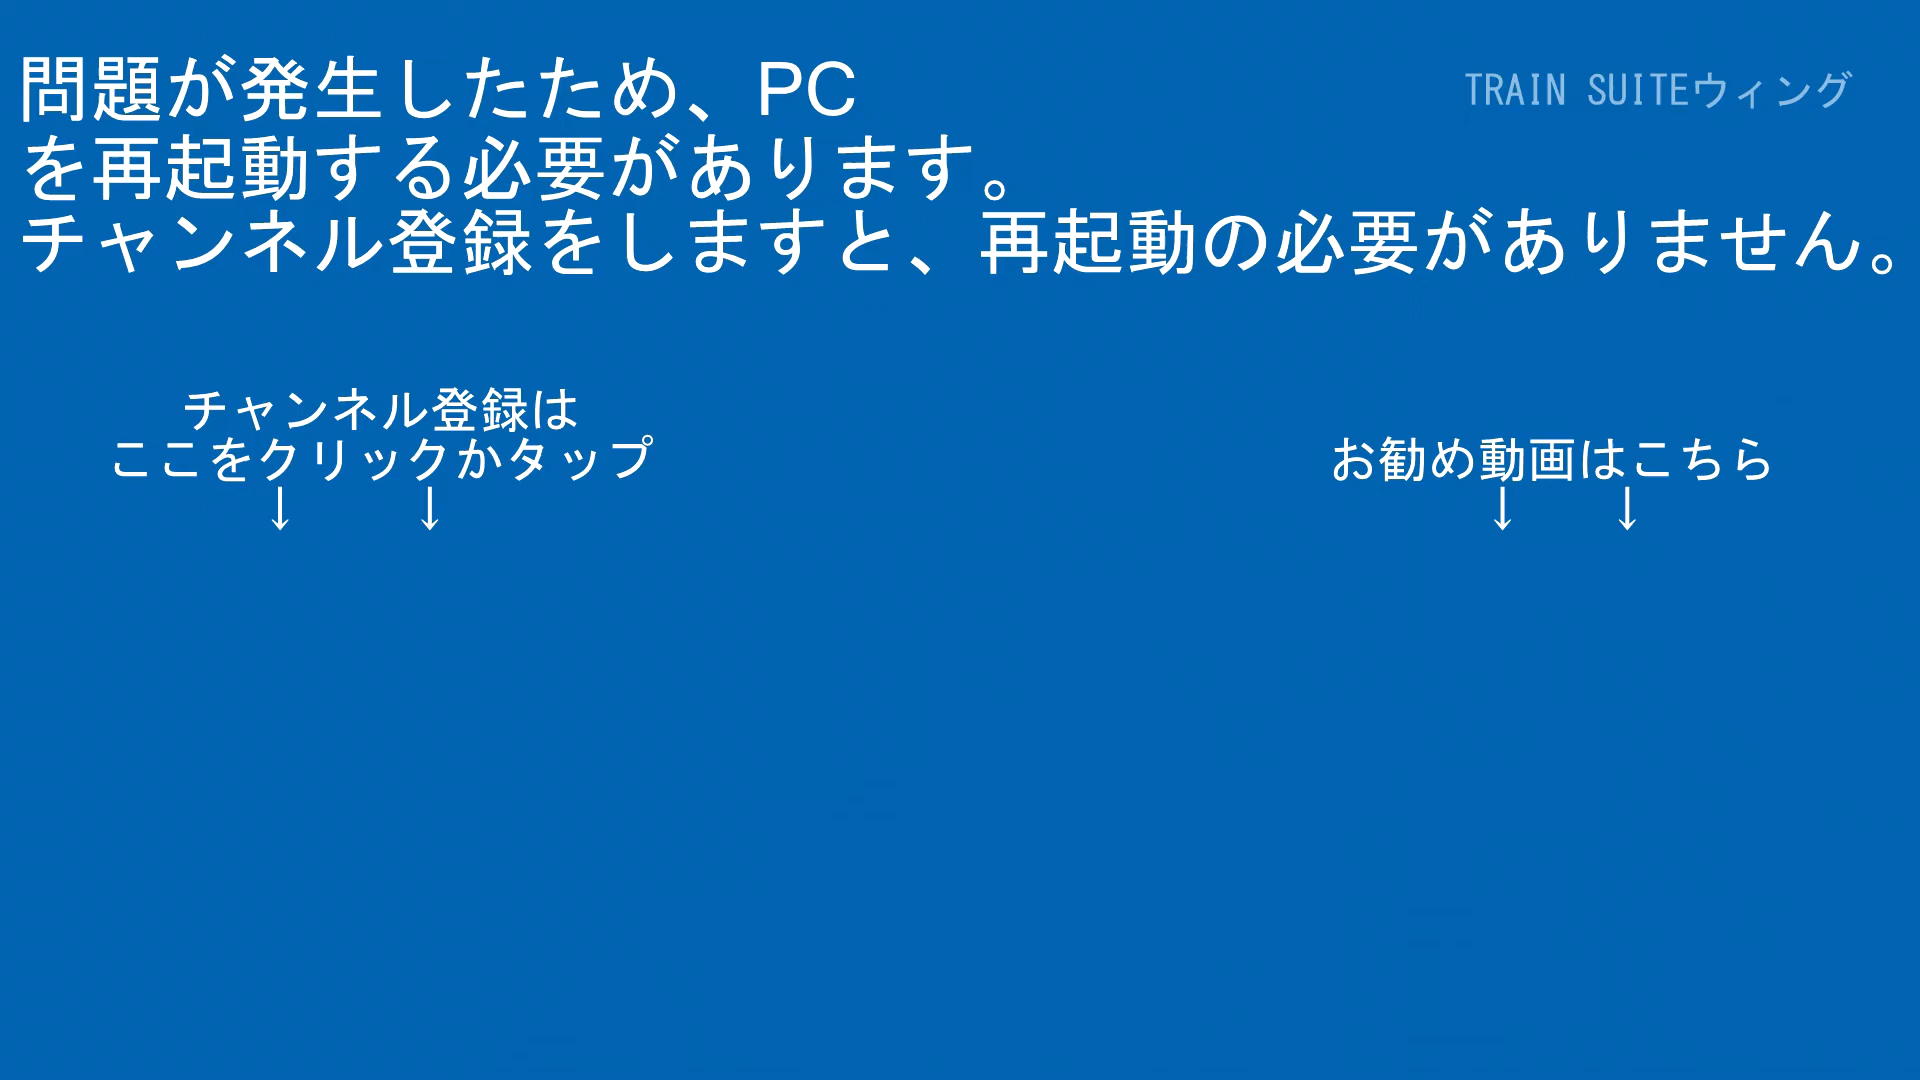 問題が発生したため、PC
を再起動する必要があります。
チャンネル登録をしますと、再起動の必要がありません。
TRAIN SUITEウィング
チャンネル登録は
ここをクリックかタップ
↓ ↓
お勧め動画はこちら
↓ ↓